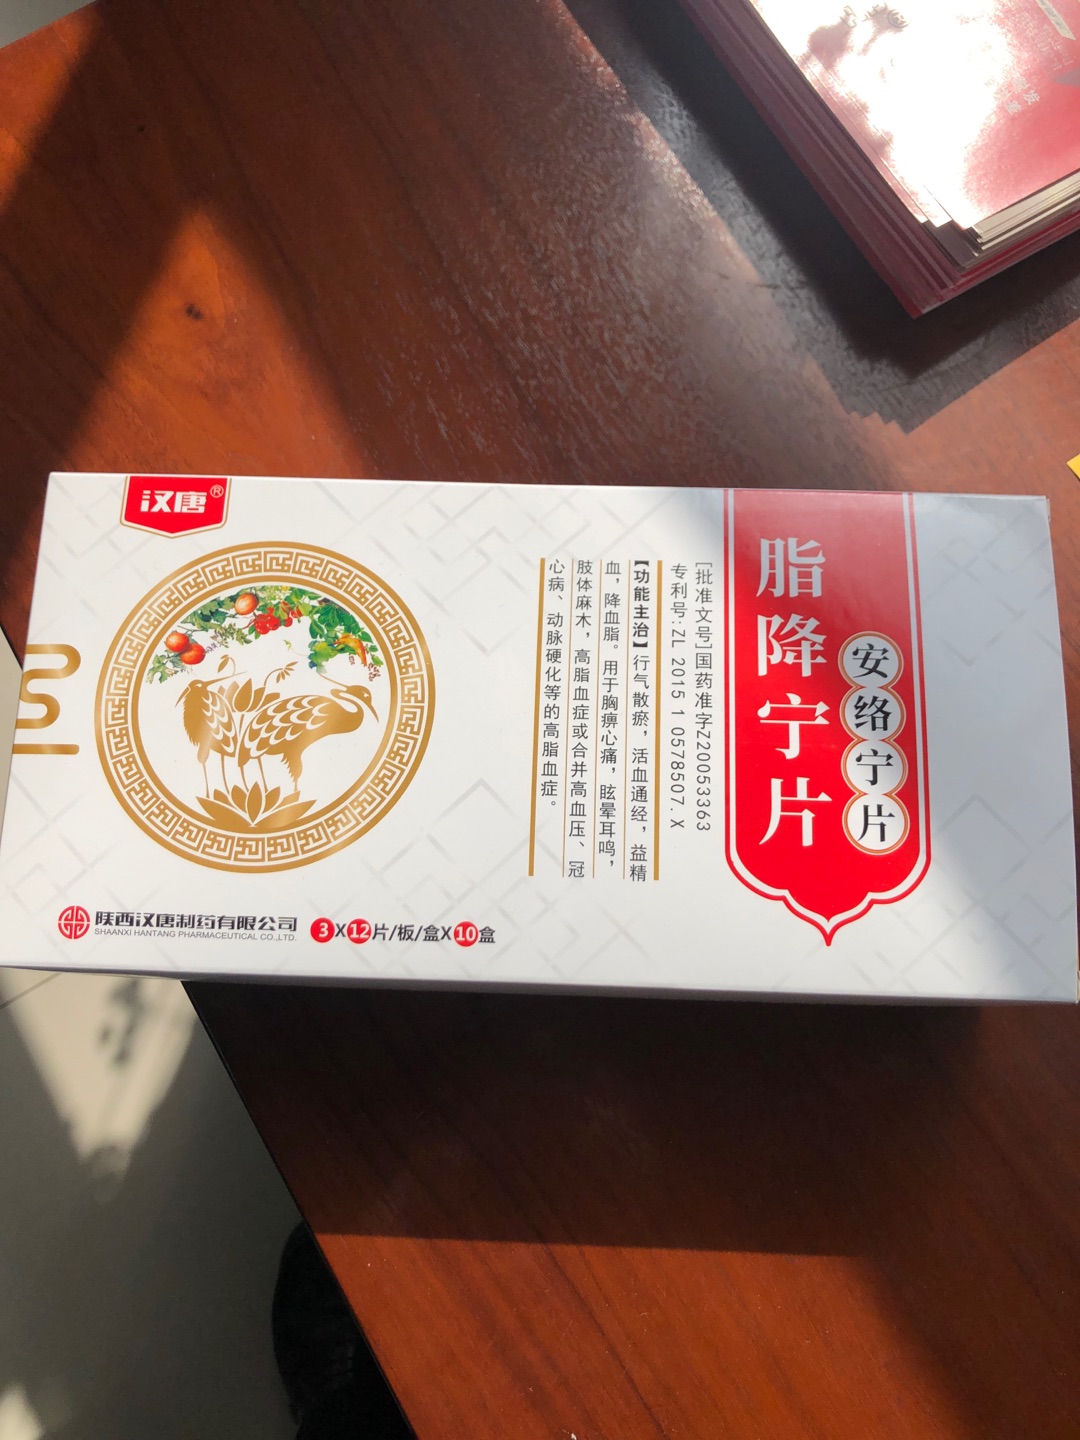 汉唐®
脂降宁片
安络宁片
[批准文号]国药准字Z20053363
专利号:ZL 2015 1 0578507. X
【功能主治】行气散瘀，活血通经，益精
血，降血脂。用于胸痹心痛，眩晕耳鸣，
肢体麻木，高脂血症或合并高血压、冠
心病、动脉硬化等的高脂血症。
陕西汉唐制药有限公司
SHAANXI HANTANG PHARMACEUTICAL CO.,LTD.
3X12片/板/盒X10盒